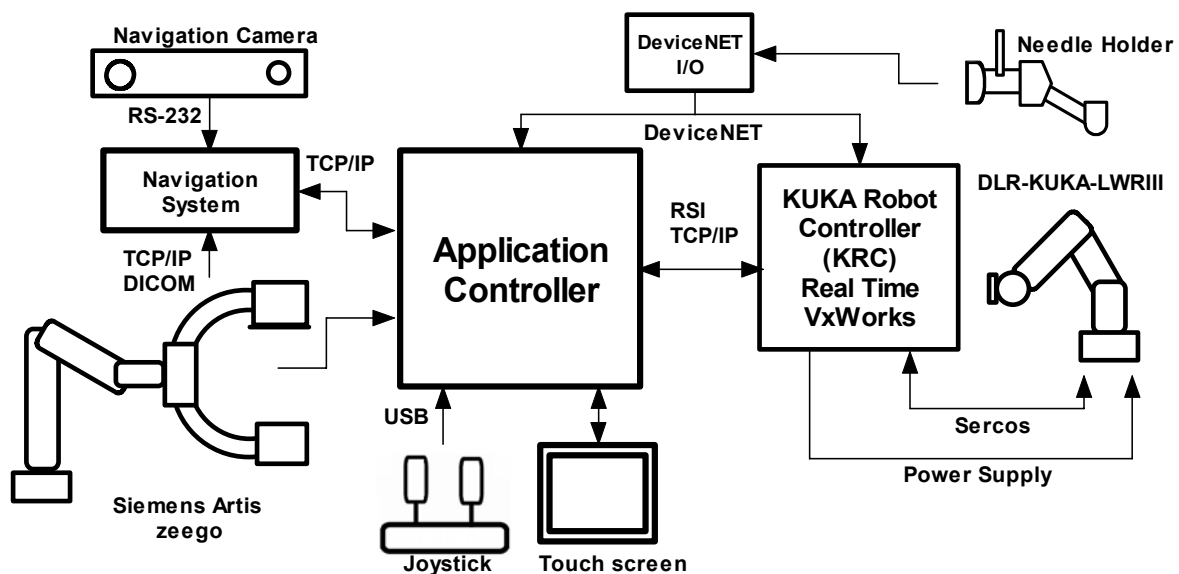 Navigation Camera
DeviceNET
I/O
Needle Holder
RS-232
DeviceNET
TCP/IP
Navigation
System
DLR-KUKA-LWRIII
KUKA Robot
Controller
(KRC)
Real Time
VxWorks
RSI
TCP/IP
Application
Controller
TCP/IP
DICOM
USB
Sercos
Power Supply
Siemens Artis
zeego
Joystick
Touch screen